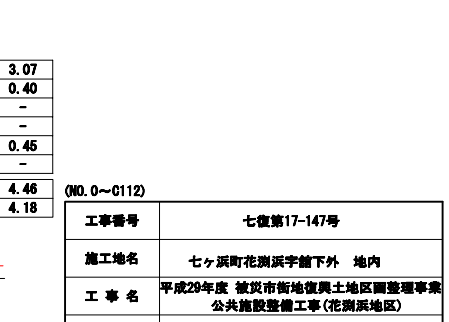 3.07
0.40
-
-
0.45
-
4.46
4.18
(NO.0～C112)
工事番号 七復第17-147号
施工地名 七ヶ浜町花渕浜字舘下外 地内
工 事 名 平成29年度 被災市街地復興土地区画整理事業
公共施設整備工事(花渕浜地区)